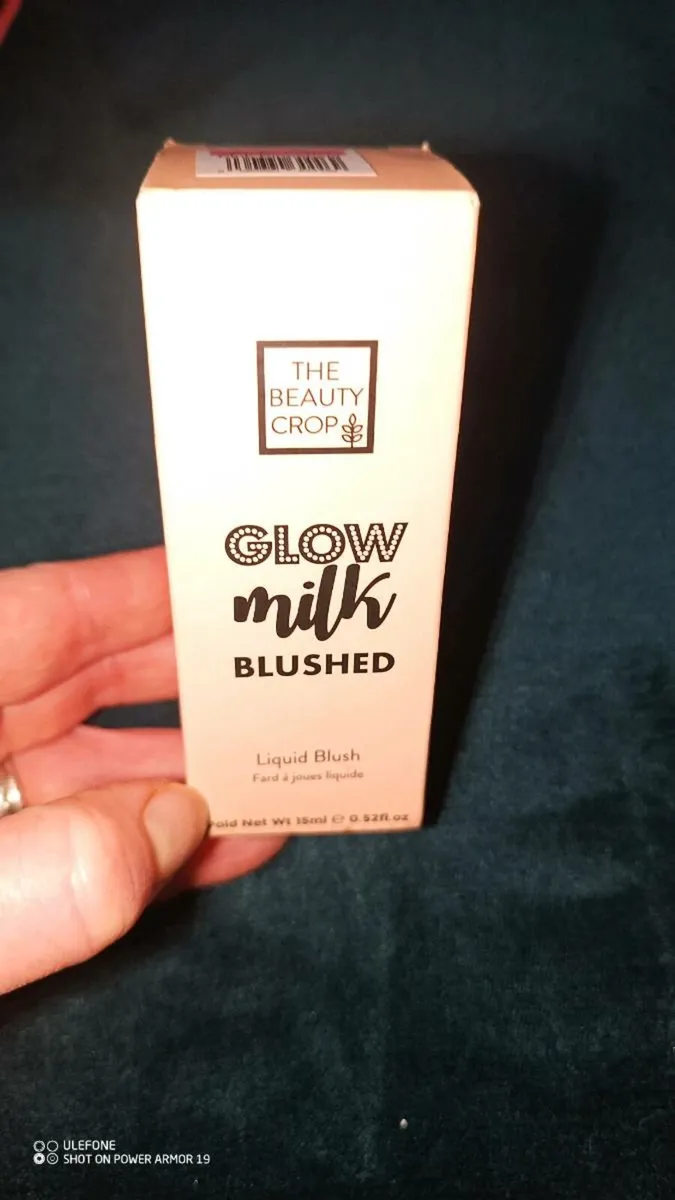 THE
BEAUTY
CROP
GLOW
milk
BLUSHED
Liquid Blush
Fard à joues liquide
Net Wt 15ml ℮ 0.52fl.oz
ULEFONE
SHOT ON POWER ARMOR 19